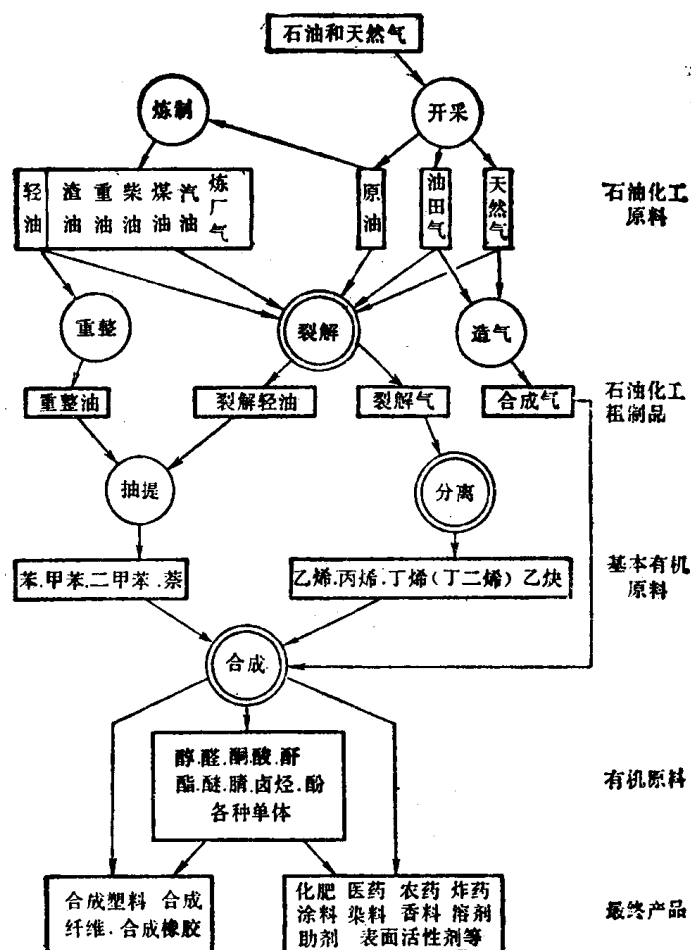 石油和天然气
炼制
开采
轻油
渣油
重油
柴油
煤油
汽油
炼厂气
原油
油田气
天然气
石油化工
原料
重整
裂解
造气
重整油
裂解轻油
裂解气
合成气
石油化工
粗制品
抽提
分离
苯.甲苯.二甲苯.萘
乙烯.丙烯.丁烯(丁二烯)乙炔
基本有机
原料
合成
醇.醛.酮.酸.酐
酯.醚.腈.卤烃.酚
各种单体
有机原料
合成塑料 合成
纤维.合成橡胶
化肥 医药 农药 炸药
涂料 染料 香料 溶剂
助剂 表面活性剂等
最终产品